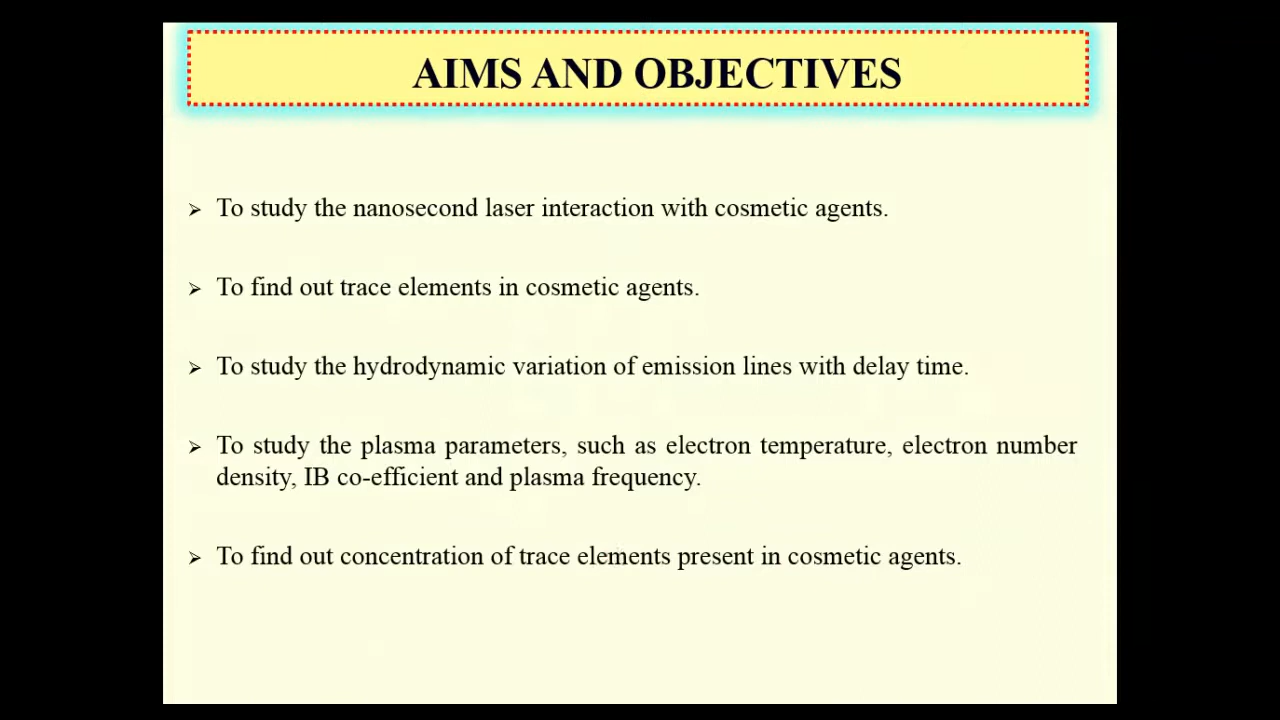 AIMS AND OBJECTIVES
To study the nanosecond laser interaction with cosmetic agents.
To find out trace elements in cosmetic agents.
To study the hydrodynamic variation of emission lines with delay time.
To study the plasma parameters, such as electron temperature, electron number
density, IB co-efficient and plasma frequency.
To find out concentration of trace elements present in cosmetic agents.